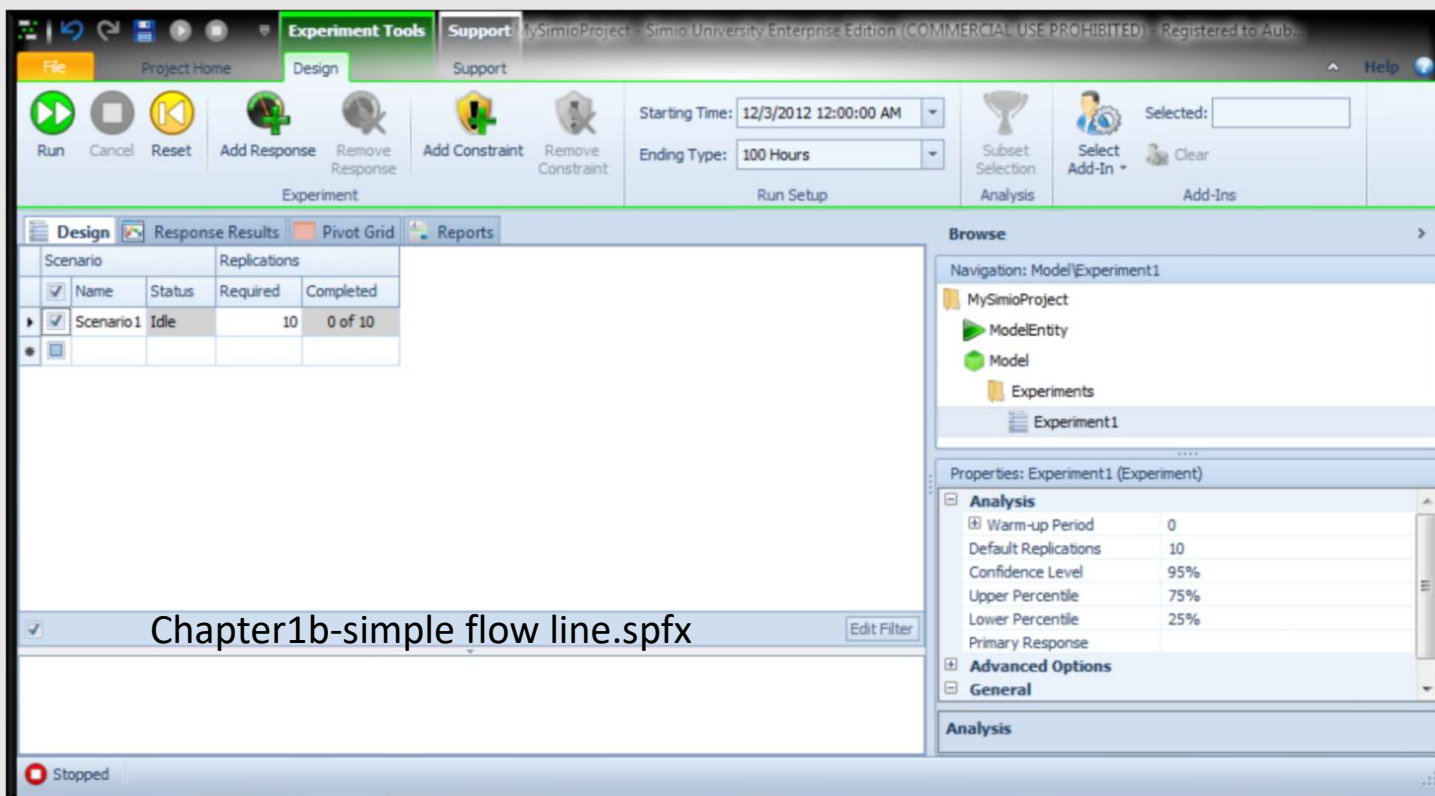 Experiment Tools Support MySimioProject - Simio University Enterprise Edition (COMMERCIAL USE PROHIBITED) - Registered to Aub...
File Project Home Design Support Help
Run Cancel Reset Add Response Remove Response Add Constraint Remove Constraint
Experiment
Starting Time: 12/3/2012 12:00:00 AM
Ending Type: 100 Hours
Run Setup
Subset Selection
Analysis
Select Add-In
Selected:
Clear
Add-Ins
Design Response Results Pivot Grid Reports
Scenario Replications
Name Status Required Completed
Scenario1 Idle 10 0 of 10
Chapter1b-simple flow line.spfx
Edit Filter
Browse
Navigation: Model\Experiment1
MySimioProject
ModelEntity
Model
Experiments
Experiment1
Properties: Experiment1 (Experiment)
Analysis
Warm-up Period 0
Default Replications 10
Confidence Level 95%
Upper Percentile 75%
Lower Percentile 25%
Primary Response
Advanced Options
General
Analysis
Stopped